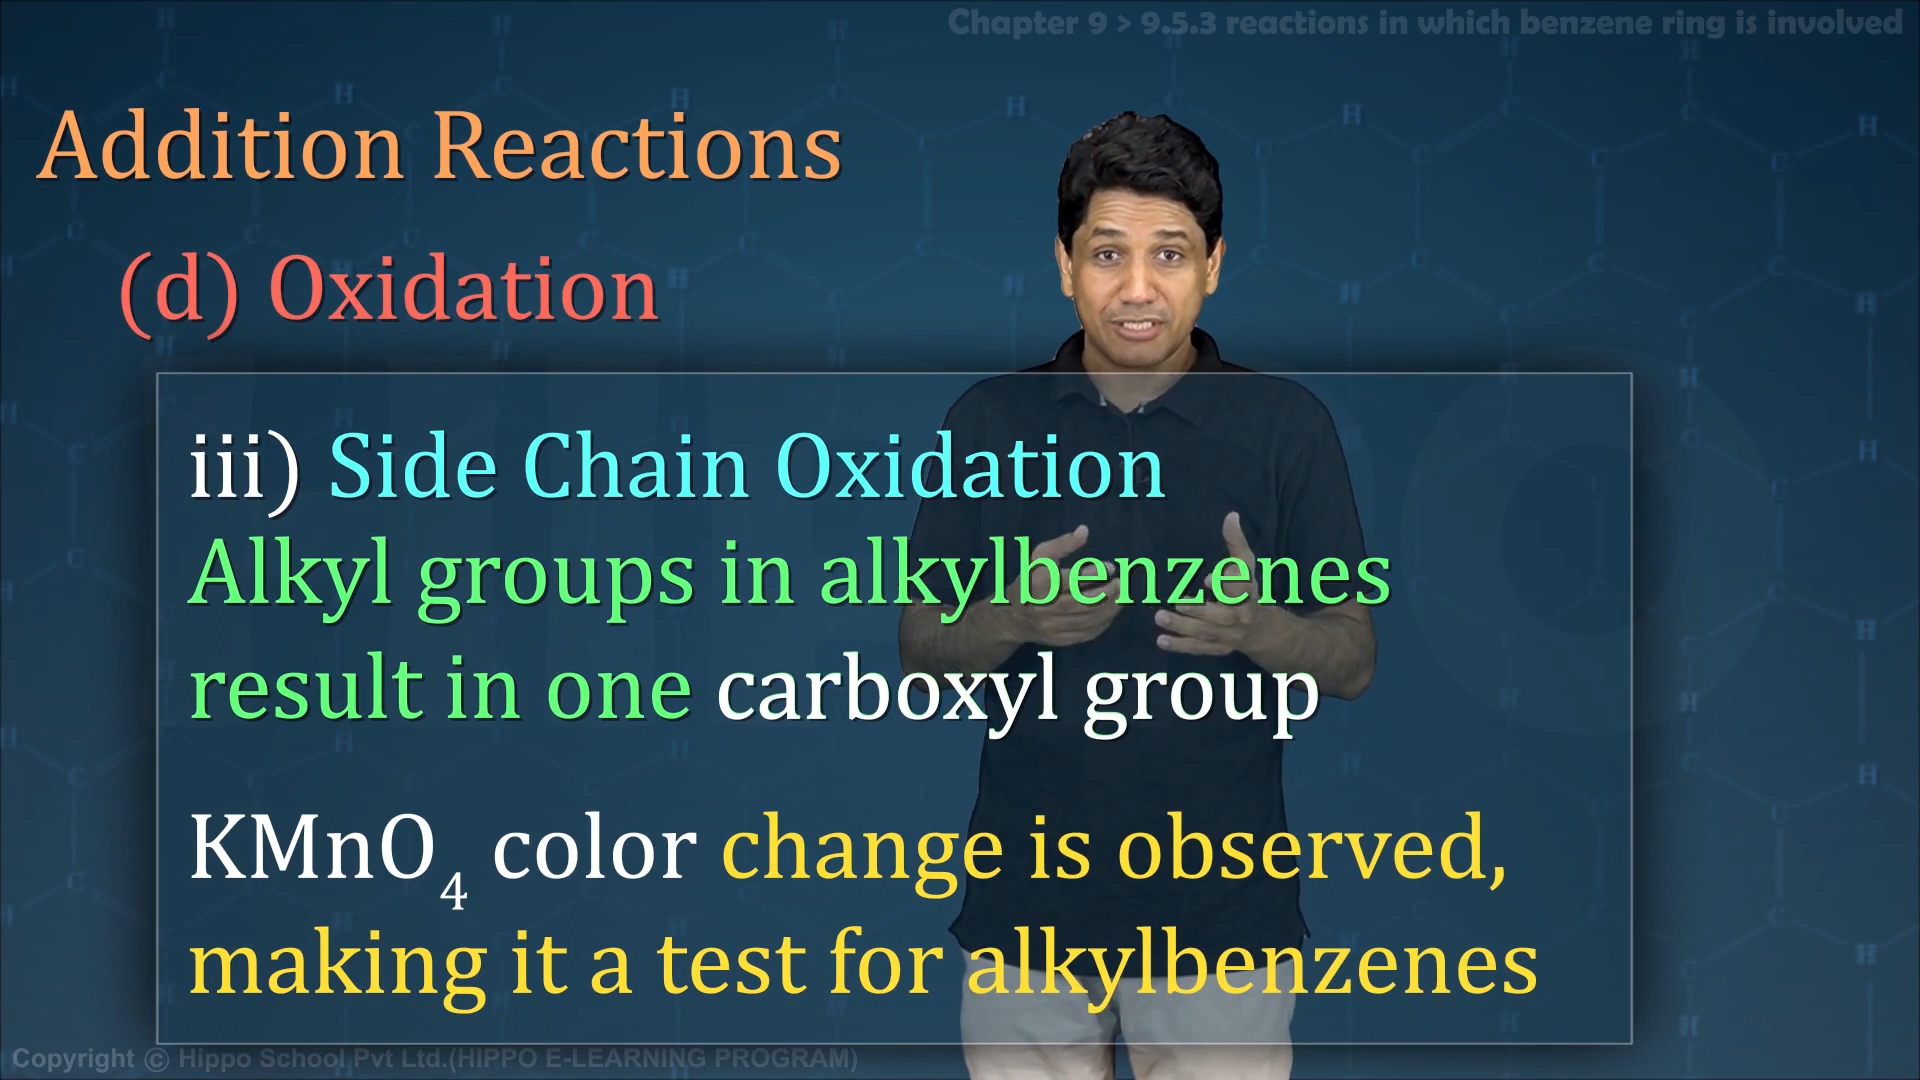 Chapter 9 > 9.5.3 reactions in which benzene ring is involved
Addition Reactions
(d) Oxidation
iii) Side Chain Oxidation
Alkyl groups in alkylbenzenes
result in one carboxyl group
KMnO₄ color change is observed,
making it a test for alkylbenzenes
Copyright © Hippo School Pvt Ltd.(HIPPO E-LEARNING PROGRAM)